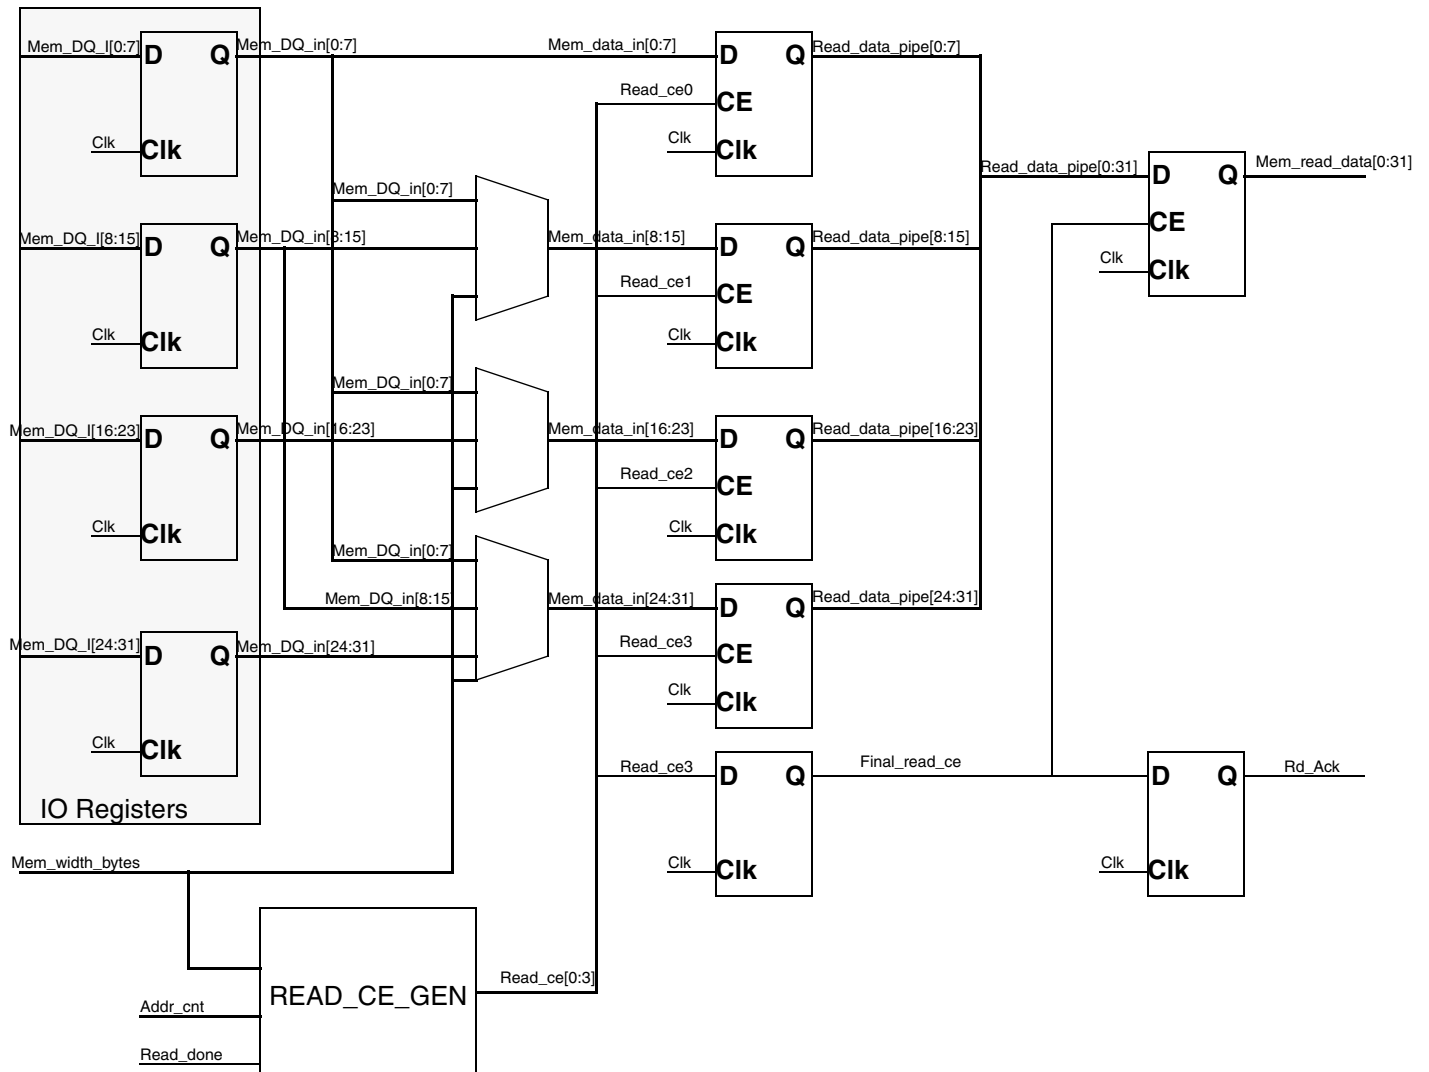 Mem_DQ_I[0:7]
D
Q
Mem_DQ_in[0:7]
Mem_data_in[0:7]
D
Q
Read_data_pipe[0:7]
Read_ce0
CE
Clk
Clk
Clk
Clk
Read_data_pipe[0:31]
D
Q
Mem_read_data[0:31]
CE
Clk
Clk
Mem_DQ_in[0:7]
Mem_DQ_I[8:15]
D
Q
Mem_DQ_in[8:15]
Mem_data_in[8:15]
D
Q
Read_data_pipe[8:15]
Read_ce1
CE
Clk
Clk
Clk
Clk
Mem_DQ_in[0:7]
Mem_DQ_I[16:23]
D
Q
Mem_DQ_in[16:23]
Mem_data_in[16:23]
D
Q
Read_data_pipe[16:23]
Read_ce2
CE
Clk
Clk
Clk
Clk
Mem_DQ_in[0:7]
Mem_DQ_in[8:15]
Mem_data_in[24:31]
D
Q
Read_data_pipe[24:31]
Mem_DQ_I[24:31]
D
Q
Mem_DQ_in[24:31]
Read_ce3
CE
Clk
Clk
Clk
Clk
IO Registers
Read_ce3
D
Q
Final_read_ce
D
Q
Rd_Ack
Clk
Clk
Clk
Clk
Mem_width_bytes
READ_CE_GEN
Read_ce[0:3]
Addr_cnt
Read_done